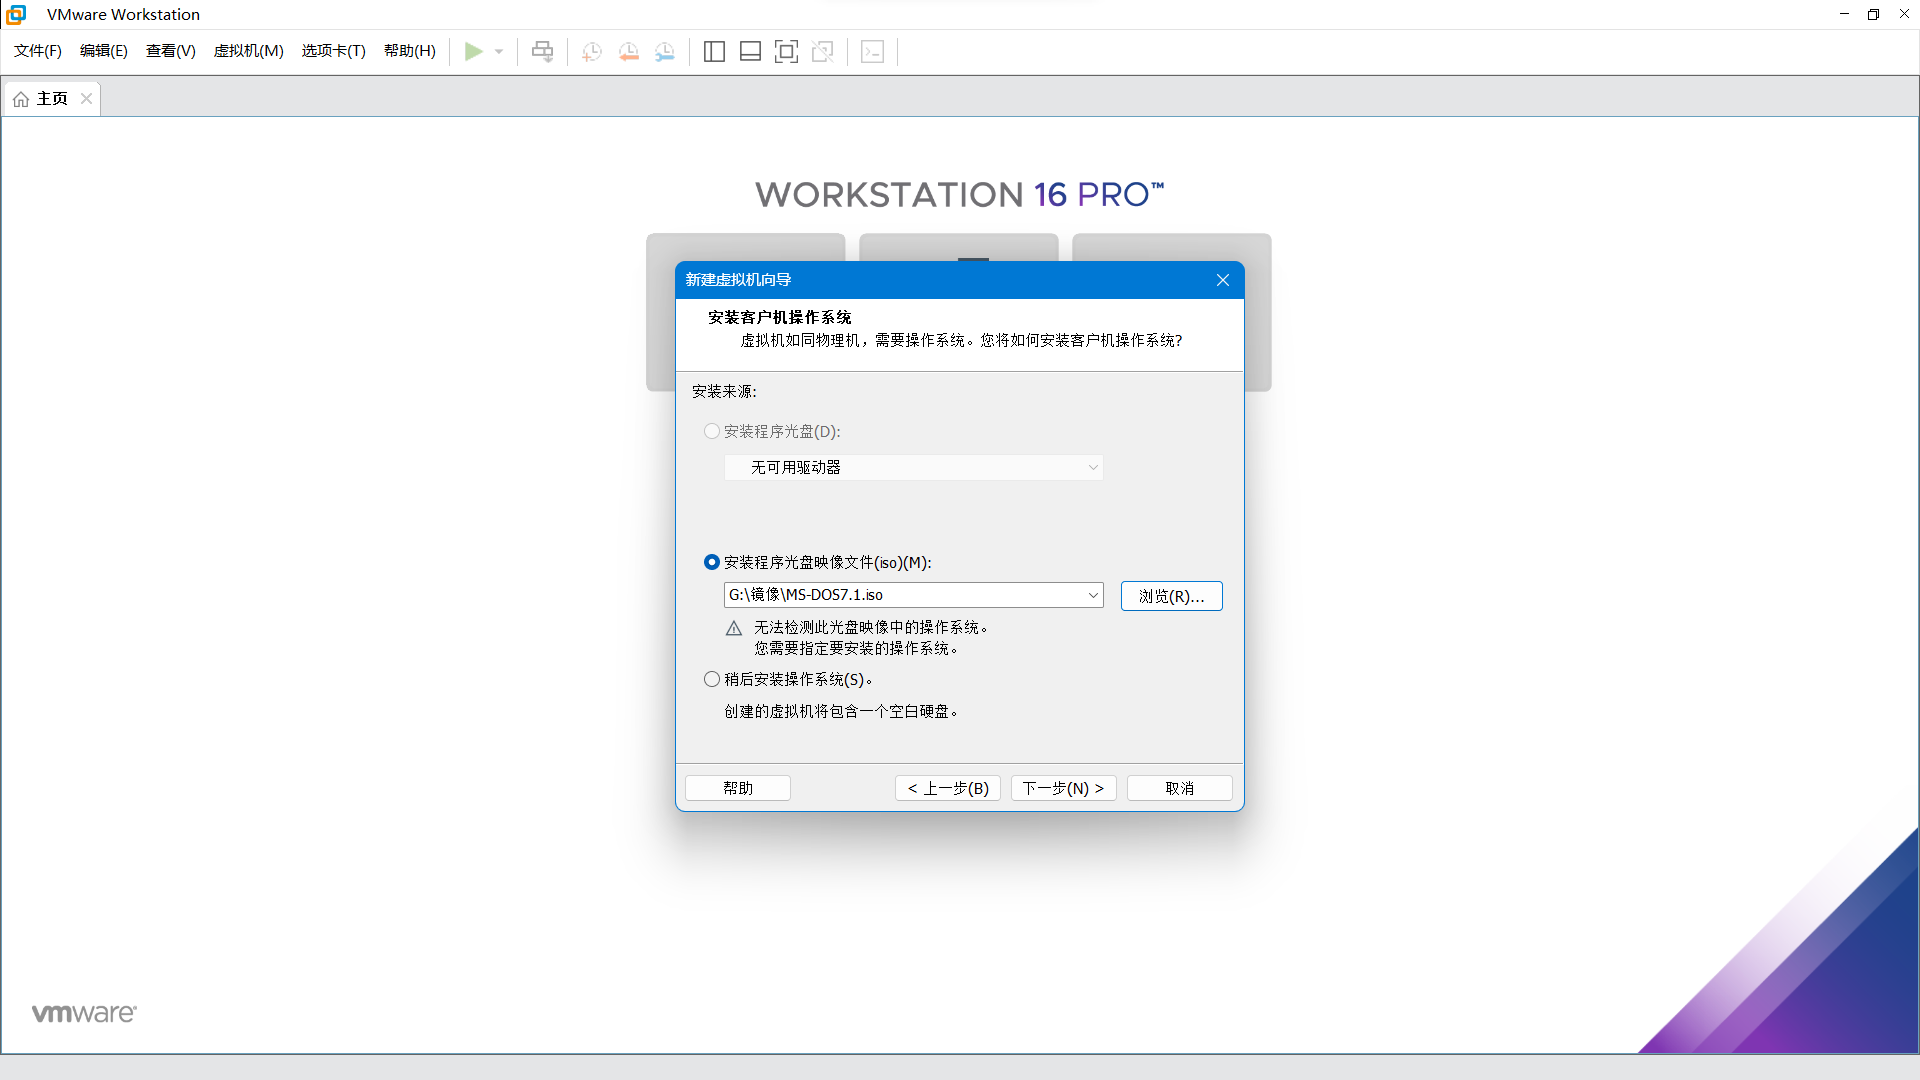 VMware Workstation
文件(F) 编辑(E) 查看(V) 虚拟机(M) 选项卡(T) 帮助(H)
主页
WORKSTATION 16 PRO™
新建虚拟机向导
安装客户机操作系统
虚拟机如同物理机，需要操作系统。您将如何安装客户机操作系统?
安装来源:
安装程序光盘(D):
无可用驱动器
安装程序光盘映像文件(iso)(M):
G:\镜像\MS-DOS7.1.iso
浏览(R)...
无法检测此光盘映像中的操作系统。
您需要指定要安装的操作系统。
稍后安装操作系统(S)。
创建的虚拟机将包含一个空白硬盘。
帮助 < 上一步(B) 下一步(N) > 取消
vmware®